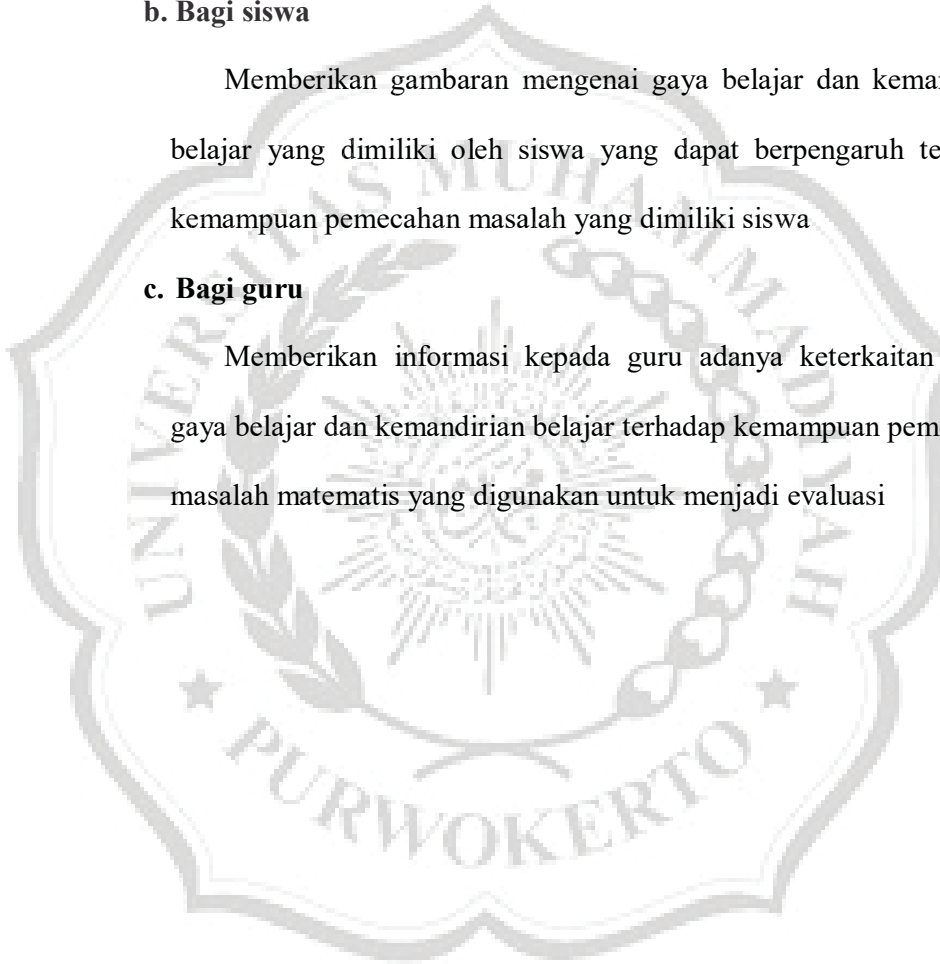 b. Bagi siswa
Memberikan gambaran mengenai gaya belajar dan
belajar yang dimiliki oleh siswa yang dapat berpengaruh
kemampuan pemecahan masalah yang dimiliki siswa
c. Bagi guru
Memberikan informasi kepada guru adanya keterkaitan
gaya belajar dan kemandirian belajar terhadap kemampuan
masalah matematis yang digunakan untuk menjadi evaluasi
UNIVERSITAS MUHAMMADIYAH
PURWOKERTO